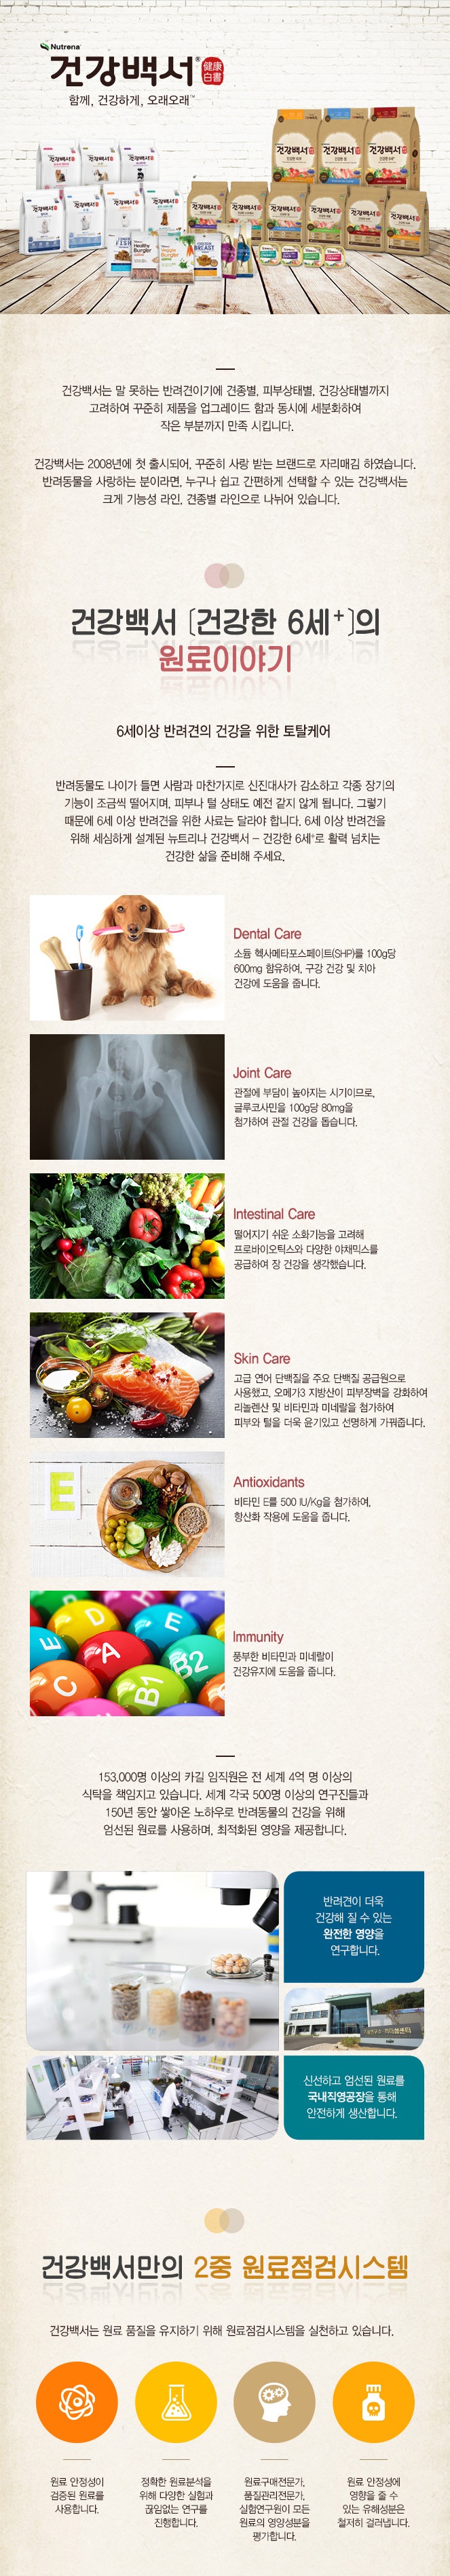 Nutrena
건강백서® 健康白書
함께, 건강하게, 오래오래™
건강백서는 말 못하는 반려견이기에 견종별, 피부상태별, 건강상태별까지
고려하여 꾸준히 제품을 업그레이드 함과 동시에 세분화하여
작은 부분까지 만족 시킵니다.
건강백서는 2008년에 첫 출시되어, 꾸준히 사랑 받는 브랜드로 자리매김 하였습니다.
반려동물을 사랑하는 분이라면, 누구나 쉽고 간편하게 선택할 수 있는 건강백서는
크게 기능성 라인, 견종별 라인으로 나뉘어 있습니다.
건강백서 [건강한 6세+]의
원료이야기
6세이상 반려견의 건강을 위한 토탈케어
반려동물도 나이가 들면 사람과 마찬가지로 신진대사가 감소하고 각종 장기의
기능이 조금씩 떨어지며, 피부나 털 상태도 예전 같지 않게 됩니다. 그렇기
때문에 6세 이상 반려견을 위한 사료는 달라야 합니다. 6세 이상 반려견을
위해 세심하게 설계된 뉴트리나 건강백서 – 건강한 6세+로 활력 넘치는
건강한 삶을 준비해 주세요.
Dental Care
소듐 헥사메타포스페이트(SHP)를 100g당
600mg 함유하여, 구강 건강 및 치아
건강에 도움을 줍니다.
Joint Care
관절에 부담이 높아지는 시기이므로,
글루코사민을 100g당 80mg을
첨가하여 관절 건강을 돕습니다.
Intestinal Care
떨어지기 쉬운 소화기능을 고려해
프로바이오틱스와 다양한 야채믹스를
공급하여 장 건강을 생각했습니다.
Skin Care
고급 연어 단백질을 주요 단백질 공급원으로
사용했고, 오메가3 지방산이 피부장벽을 강화하여
리놀렌산 및 비타민과 미네랄을 첨가하여
피부와 털을 더욱 윤기있고 선명하게 가꿔줍니다.
E
Antioxidants
비타민 E를 500 IU/Kg을 첨가하여,
항산화 작용에 도움을 줍니다.
E D E
C A B1 B2
Immunity
풍부한 비타민과 미네랄이
건강유지에 도움을 줍니다.
153,000명 이상의 카길 임직원은 전 세계 4억 명 이상의
식탁을 책임지고 있습니다. 세계 각국 500명 이상의 연구진들과
150년 동안 쌓아온 노하우로 반려동물의 건강을 위해
엄선된 원료를 사용하며, 최적화된 영양을 제공합니다.
반려견이 더욱
건강해 질 수 있는
완전한 영양을
연구합니다.
신선하고 엄선된 원료를
국내직영공장을 통해
안전하게 생산합니다.
건강백서만의 2중 원료점검시스템
건강백서는 원료 품질을 유지하기 위해 원료점검시스템을 실천하고 있습니다.
원료 안정성이
검증된 원료를
사용합니다.
정확한 원료분석을
위해 다양한 실험과
끊임없는 연구를
진행합니다.
원료구매전문가,
품질관리전문가,
실험연구원이 모든
원료의 영양성분을
평가합니다.
원료 안정성에
영향을 줄 수
있는 유해성분은
철저히 걸러냅니다.